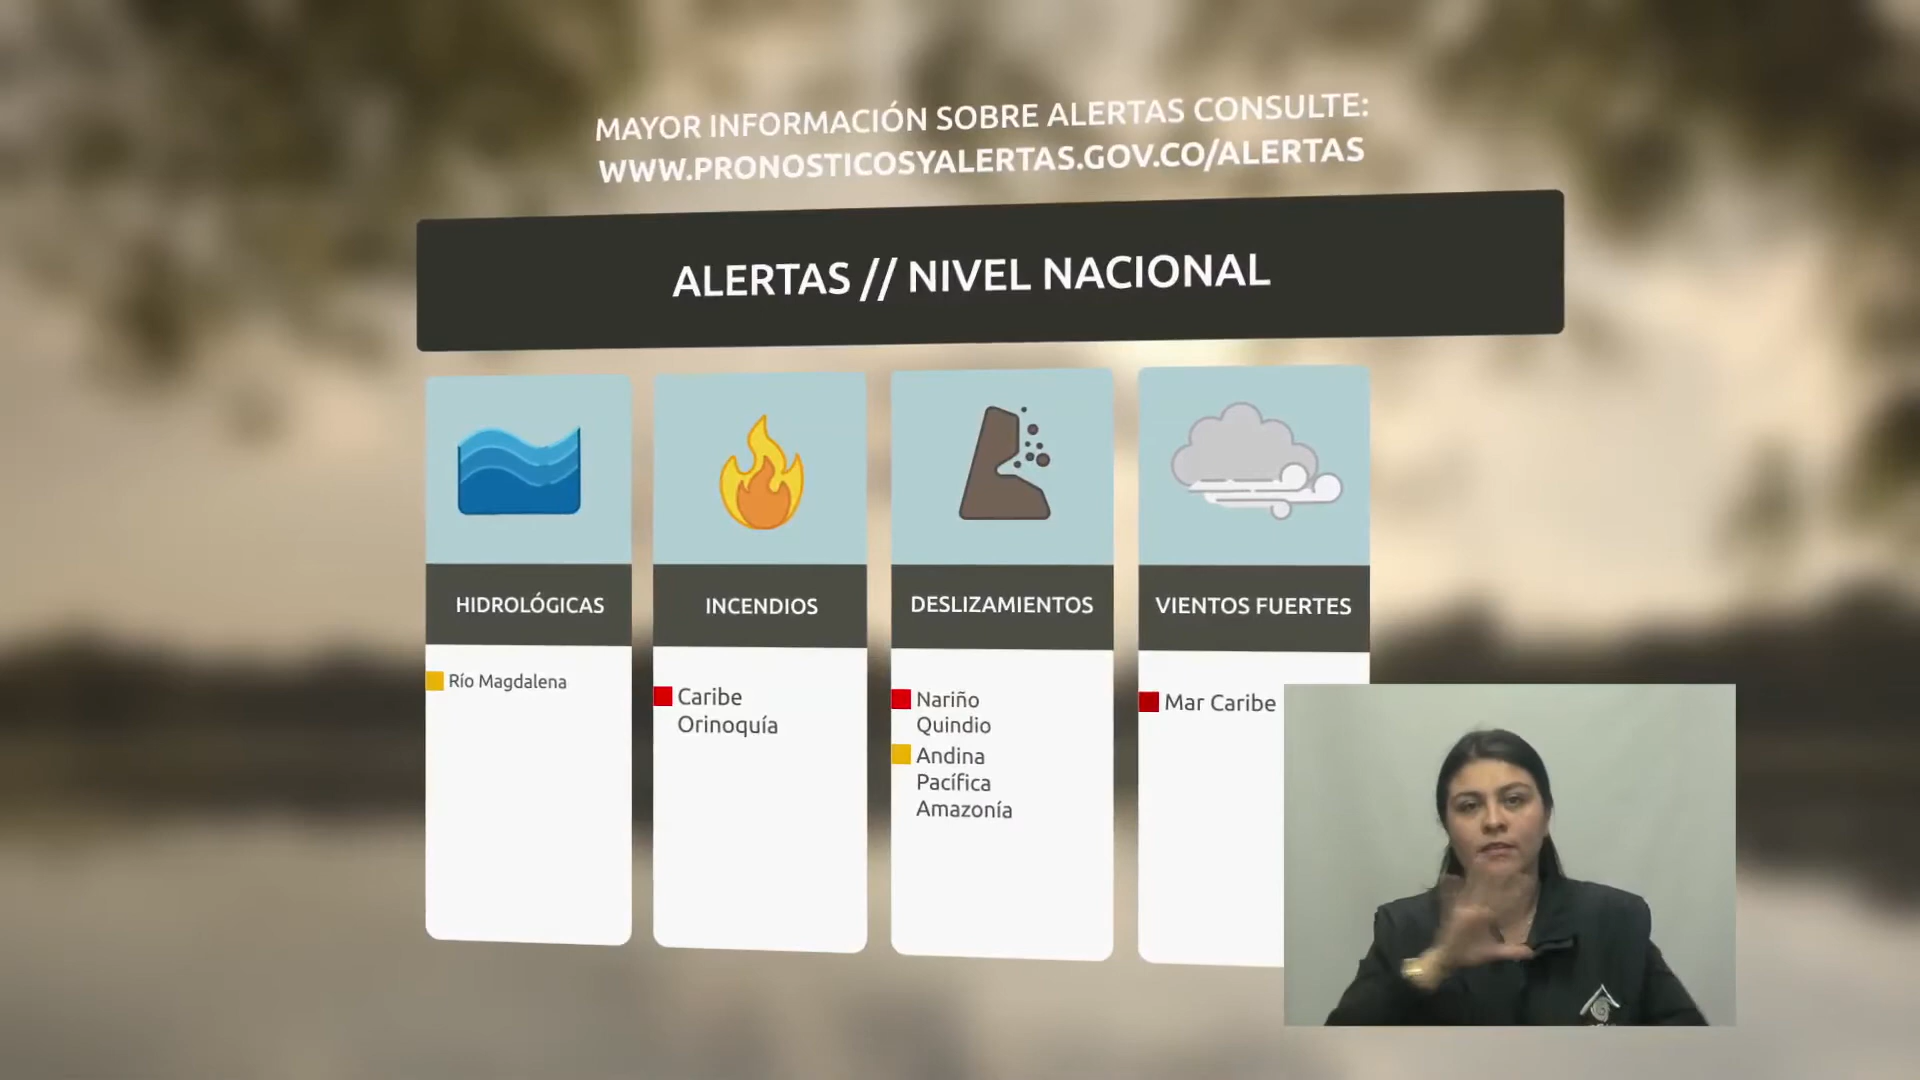 MAYOR INFORMACIÓN SOBRE ALERTAS CONSULTE:
WWW.PRONOSTICOSYALERTAS.GOV.CO/ALERTAS
ALERTAS // NIVEL NACIONAL
HIDROLÓGICAS
Río Magdalena
INCENDIOS
Caribe
Orinoquía
DESLIZAMIENTOS
Nariño
Quindio
Andina
Pacífica
Amazonía
VIENTOS FUERTES
Mar Caribe